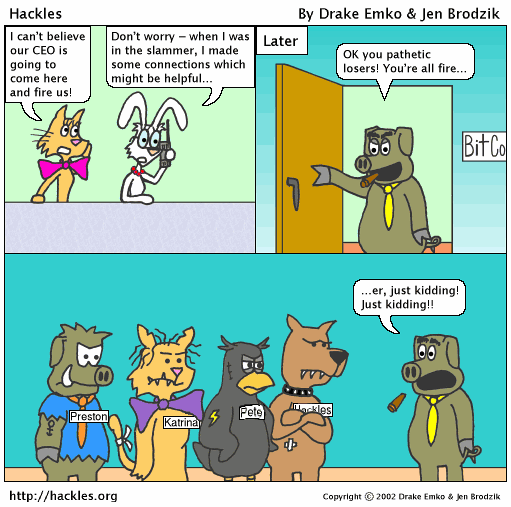 Hackles
By Drake Emko & Jen Brodzik
I can't believe
our CEO is
going to
come here
and fire us!
Don't worry – when I was
in the slammer, I made
some connections which
might be helpful...
Later
OK you pathetic
losers! You're all fire...
BitCo
...er, just kidding!
Just kidding!!
Preston
Katrina
Pete
Hackles
http://hackles.org
Copyright © 2002 Drake Emko & Jen Brodzik